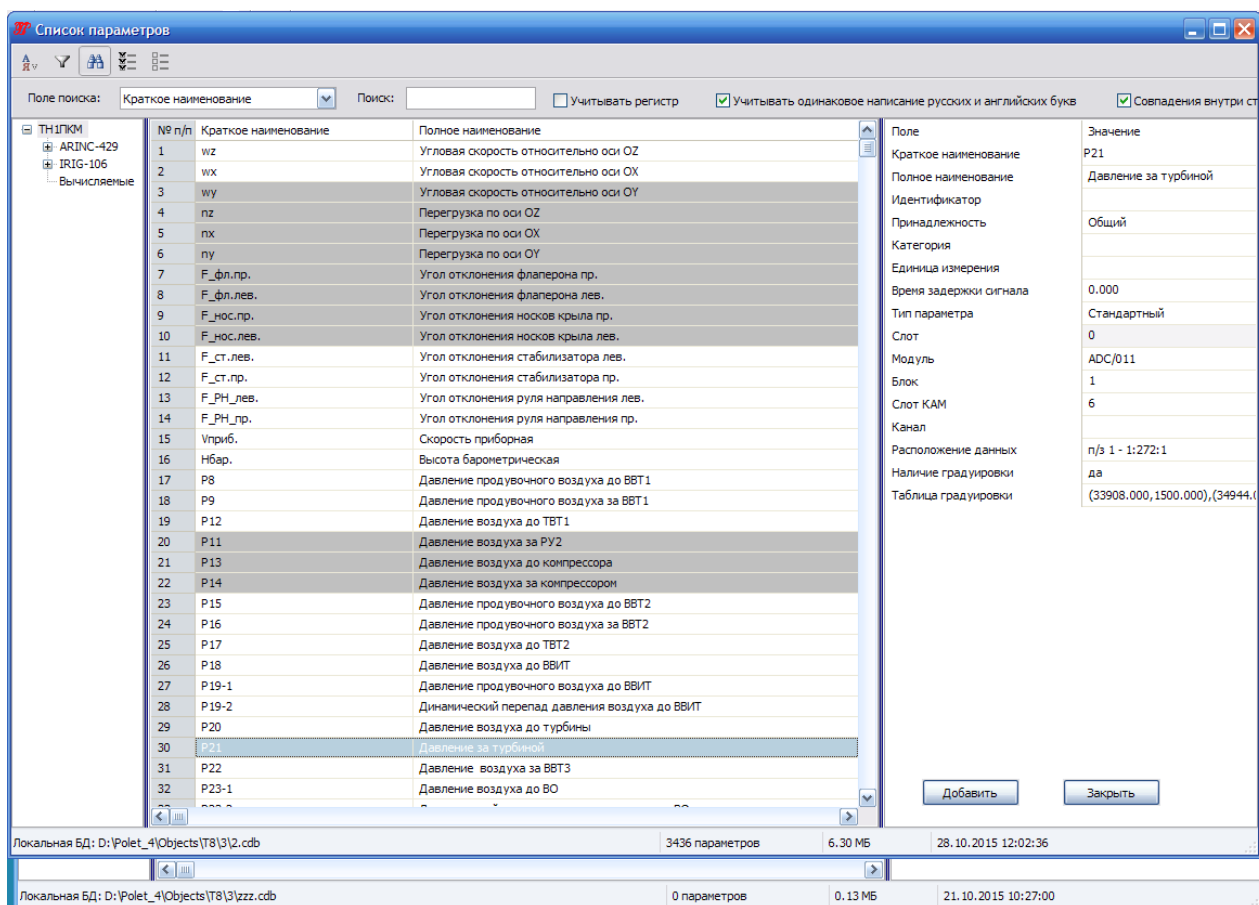 Список параметров
Поле поиска: Краткое наименование Поиск: Учитывать регистр Учитывать одинаковое написание русских и английских букв Совпадения внутри ст
ТН1ПКМ
ARINC-429
IRIG-106
Вычисляемые
№ п/п Краткое наименование Полное наименование
1 wz Угловая скорость относительно оси OZ
2 wx Угловая скорость относительно оси OX
3 wy Угловая скорость относительно оси OY
4 nz Перегрузка по оси OZ
5 nx Перегрузка по оси OX
6 ny Перегрузка по оси OY
7 F_фл.пр. Угол отклонения флаперона пр.
8 F_фл.лев. Угол отклонения флаперона лев.
9 F_нос.пр. Угол отклонения носков крыла пр.
10 F_нос.лев. Угол отклонения носков крыла лев.
11 F_ст.лев. Угол отклонения стабилизатора лев.
12 F_ст.пр. Угол отклонения стабилизатора пр.
13 F_РН_лев. Угол отклонения руля направления лев.
14 F_РН_пр. Угол отклонения руля направления пр.
15 Vприб. Скорость приборная
16 Hбар. Высота барометрическая
17 P8 Давление продувочного воздуха до ВВТ1
18 P9 Давление продувочного воздуха за ВВТ1
19 P12 Давление воздуха до ТВТ1
20 P11 Давление воздуха за РУ2
21 P13 Давление воздуха до компрессора
22 P14 Давление воздуха за компрессором
23 P15 Давление продувочного воздуха до ВВТ2
24 P16 Давление продувочного воздуха за ВВТ2
25 P17 Давление воздуха до ТВТ2
26 P18 Давление воздуха до ВВИТ
27 P19-1 Давление продувочного воздуха до ВВИТ
28 P19-2 Динамический перепад давления воздуха до ВВИТ
29 P20 Давление воздуха до турбины
30 P21 Давление за турбиной
31 P22 Давление воздуха за ВВТ3
32 P23-1 Давление воздуха до ВО
Поле Значение
Краткое наименование P21
Полное наименование Давление за турбиной
Идентификатор
Принадлежность Общий
Категория
Единица измерения
Время задержки сигнала 0.000
Тип параметра Стандартный
Слот 0
Модуль ADC/011
Блок 1
Слот КАМ 6
Канал
Расположение данных п/з 1 - 1:272:1
Наличие градуировки да
Таблица градуировки (33908.000,1500.000),(34944.0
Добавить Закрыть
Локальная БД: D:\Polet_4\Objects\T8\3\2.cdb 3436 параметров 6.30 МБ 28.10.2015 12:02:36
Локальная БД: D:\Polet_4\Objects\T8\3\zzz.cdb 0 параметров 0.13 МБ 21.10.2015 10:27:00